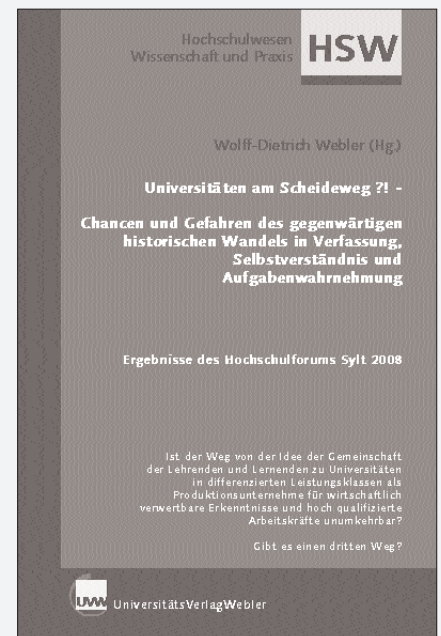 Hochschulwesen
Wissenschaft und Praxis
HSW
Wolff-Dietrich Webler (Hg.)
Universitäten am Scheideweg ?! -
Chancen und Gefahren des gegenwärtigen
historischen Wandels in Verfassung,
Selbstverständnis und
Aufgabenwahrnehmung
Ergebnisse des Hochschulforums Sylt 2008
Ist der Weg von der Idee der Gemeinschaft
der Lehrenden und Lernenden zu Universitäten
in differenzierten Leistungsklassen als
Produktionsunternehme für wirtschaftlich
verwertbare Erkenntnisse und hoch qualifizierte
Arbeitskräfte unumkehrbar?
Gibt es einen dritten Weg?
UVW UniversitätsVerlagWebler